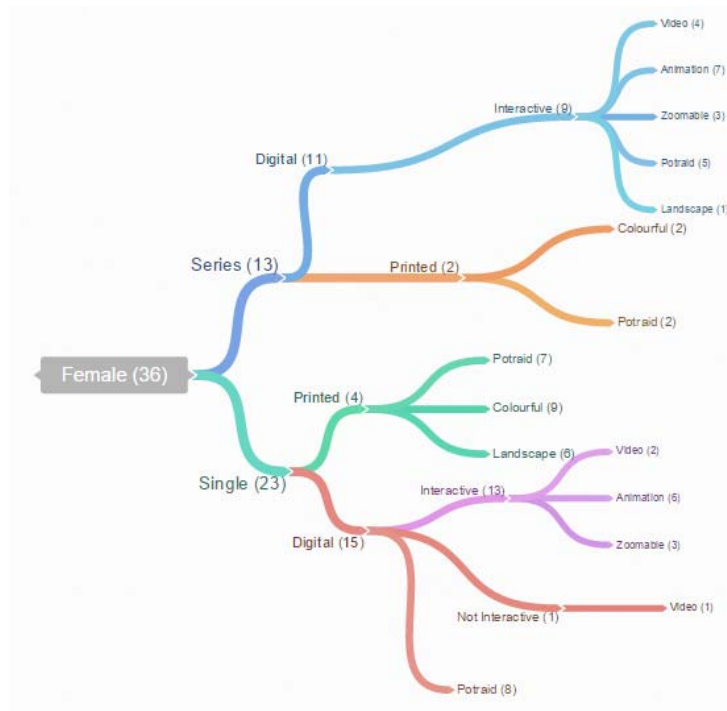 Video (4)
Animation (7)
Interactive (9)
Zoomable (3)
Digital (11)
Potraid (5)
Landscape (1)
Colourful (2)
Series (13)
Printed (2)
Potraid (2)
Female (36)
Potraid (7)
Printed (4)
Colourful (9)
Landscape (6)
Video (2)
Single (23)
Interactive (13)
Animation (6)
Digital (15)
Zoomable (3)
Not Interactive (1)
Video (1)
Potraid (8)